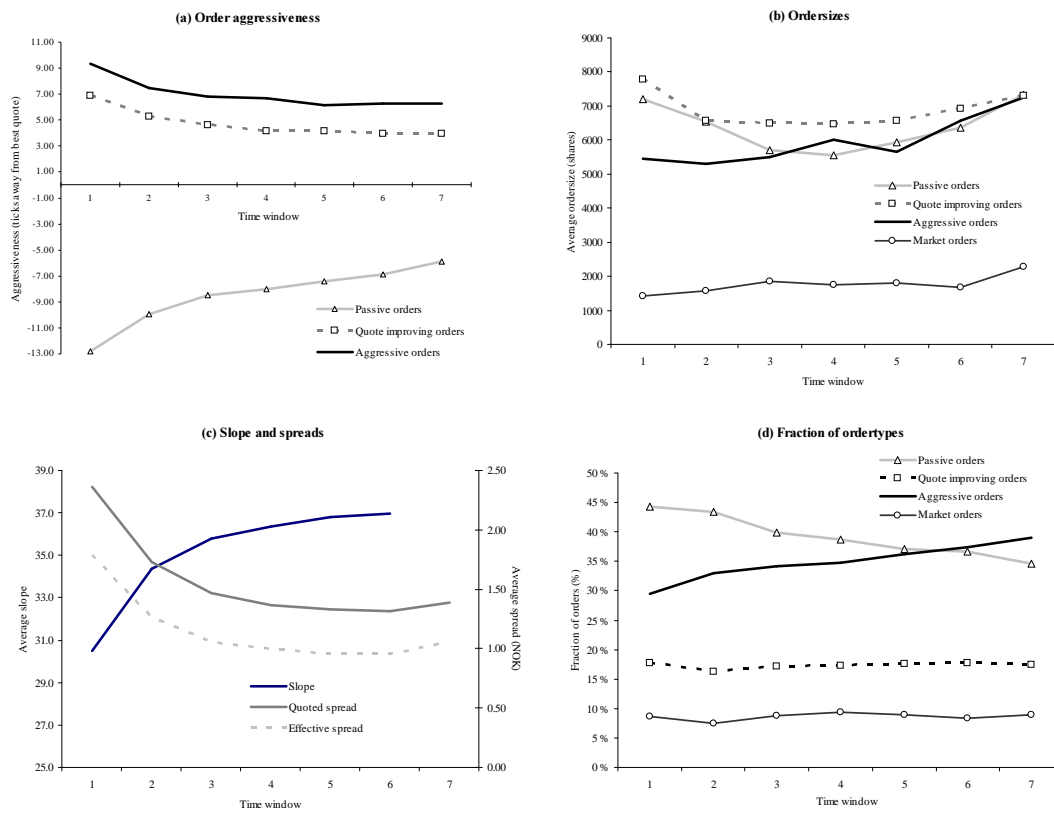 (a) Order aggressiveness
11.00
9.00
7.00
5.00
3.00
1.00
-1.00
-3.00
-5.00
-7.00
-9.00
-11.00
-13.00
Aggressiveness (ticks away from best quote)
1 2 3 4 5 6 7
Time window
Passive orders
Quote improving orders
Aggressive orders
(b) Ordersizes
9000
8000
7000
6000
5000
4000
3000
2000
1000
0
Average ordersize (shares)
Passive orders
Quote improving orders
Aggressive orders
Market orders
1 2 3 4 5 6 7
Time window
(c) Slope and spreads
39.0
37.0
35.0
33.0
31.0
29.0
27.0
25.0
Average slope
2.50
2.00
1.50
1.00
0.50
0.00
Average spread (NOK)
Slope
Quoted spread
Effective spread
1 2 3 4 5 6 7
Time window
(d) Fraction of ordertypes
Passive orders
Quote improving orders
Aggressive orders
Market orders
50 %
45 %
40 %
35 %
30 %
25 %
20 %
15 %
10 %
5 %
0 %
Fraction of orders (%)
1 2 3 4 5 6 7
Time window